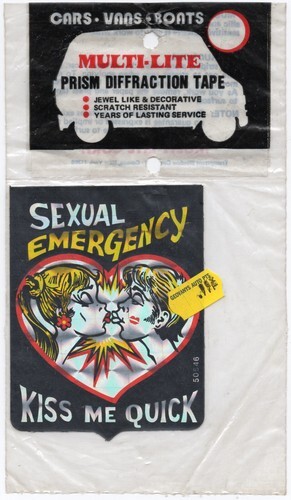 CARS • VANS • BOATS
MULTI-LITE
PRISM DIFFRACTION TAPE
• JEWEL LIKE & DECORATIVE
• SCRATCH RESISTANT
• YEARS OF LASTING SERVICE
SEXUAL
EMERGENCY
50646
KISS ME QUICK